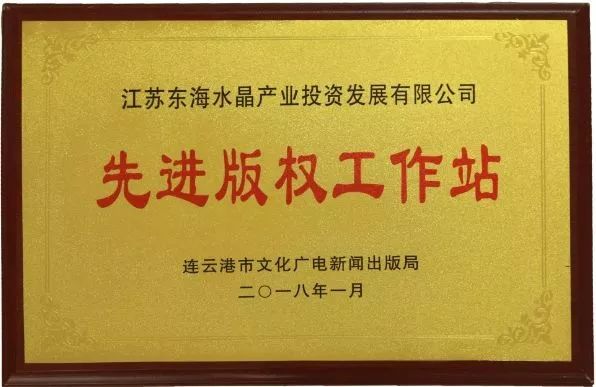 江苏东海水晶产业投资发展有限公司
先进版权工作站
连云港市文化广电新闻出版局
二〇一八年一月